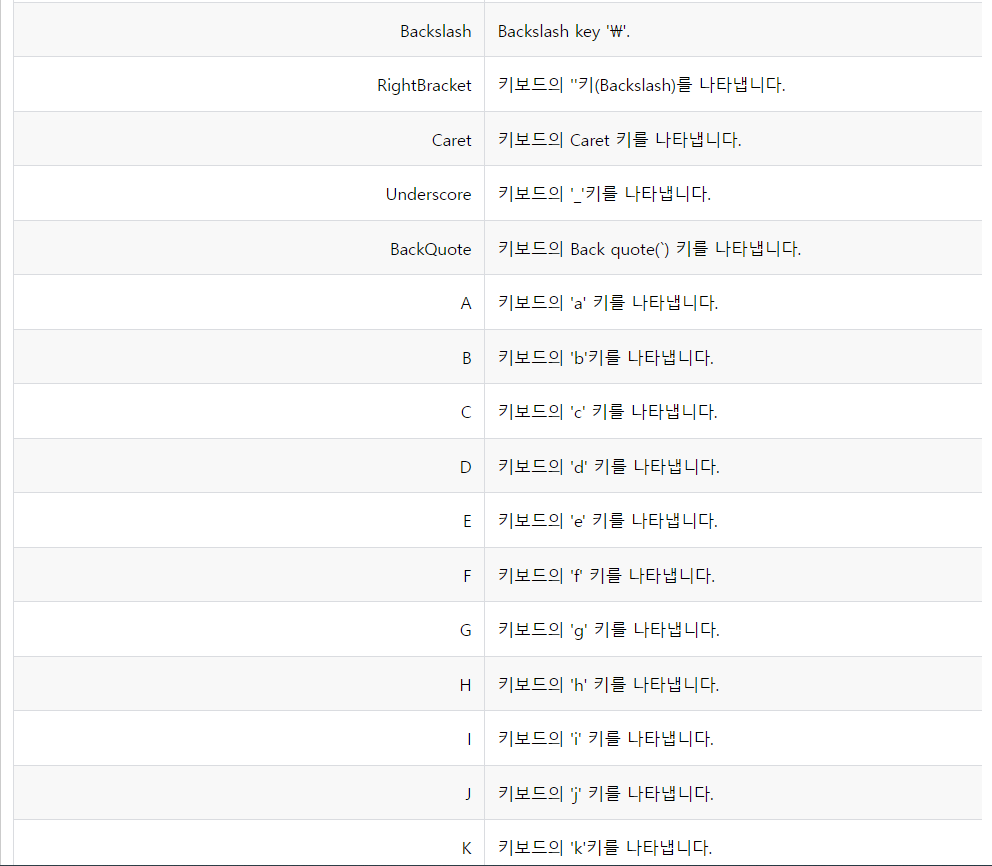 Backslash Backslash key '₩'.
RightBracket 키보드의 ''키(Backslash)를 나타냅니다.
Caret 키보드의 Caret 키를 나타냅니다.
Underscore 키보드의 '_'키를 나타냅니다.
BackQuote 키보드의 Back quote(`) 키를 나타냅니다.
A 키보드의 'a' 키를 나타냅니다.
B 키보드의 'b'키를 나타냅니다.
C 키보드의 'c' 키를 나타냅니다.
D 키보드의 'd' 키를 나타냅니다.
E 키보드의 'e' 키를 나타냅니다.
F 키보드의 'f' 키를 나타냅니다.
G 키보드의 'g' 키를 나타냅니다.
H 키보드의 'h' 키를 나타냅니다.
I 키보드의 'i' 키를 나타냅니다.
J 키보드의 'j' 키를 나타냅니다.
K 키보드의 'k'키를 나타냅니다.